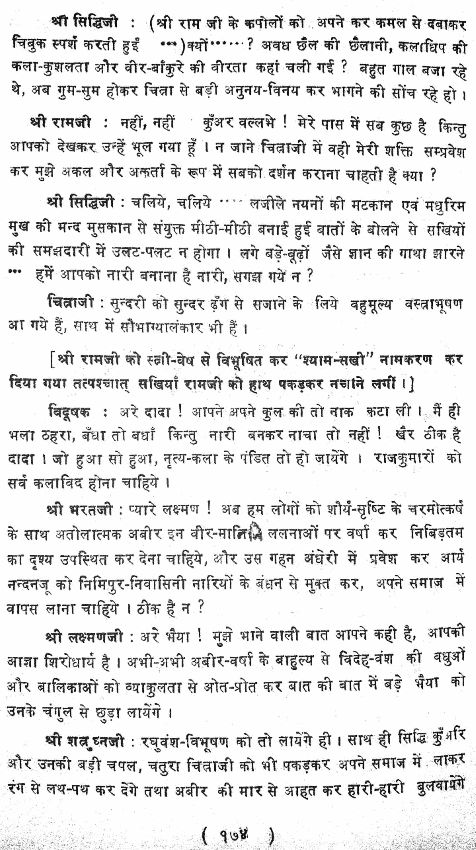 श्री सिद्धिजी : (श्री राम जी के कपोलों को अपने कर कमल से दबाकर
चिबुक स्पर्श करती हुईं ···)क्यों······? अवध छैल की छैलानी, कलाधिप की
कला-कुशलता और वीर-बाँकुरे की वीरता कहां चली गई ? बहुत गाल बजा रहे
थे, अब गुम-सुम होकर चित्रा से बड़ी अनुनय-विनय कर भागने की सोंच रहे हो ।
श्री रामजी : नहीं, नहीं कुँअर वल्लभे ! मेरे पास में सब कुछ है किन्तु
आपको देखकर उन्हें भूल गया हूँ । न जाने चित्राजी में वही मेरी शक्ति सम्प्रवेश
कर मुझे अकल और अकर्ता के रूप में सबको दर्शन कराना चाहती है क्या ?
श्री सिद्धिजी : चलिये, चलिये ···· लजीले नयनों की मटकान एवं मधुरिम
मुख की मन्द मुसकान से संयुक्त मीठी-मीठी बनाई हुई वातों के बोलने से सखियों
की समझदारी में उलट-पलट न होगा । लगे बड़े-बूढ़ों जैसे ज्ञान की गाथा झारने
··· हमें आपको नारी बनाना है नारी, सगझ गये न ?
चित्राजी : सुन्दरी को सुन्दर ढ़ँग से सजाने के लिये वहुमूल्य वस्त्राभूषण
आ गये हैं, साथ में सौभाग्यालंकार भी हैं ।
[श्री रामजी को स्त्री-वेष से विभूषित कर "श्याम-सखी" नामकरण कर
दिया गया तत्पश्चात् सखियाँ रामजी को हाथ पकड़कर नचाने लगीं ।]
बिदूषक : अरे दादा ! आपने अपने कुल की तो नाक कटा ली । मैं ही
भला ठहरा, बँधा तो बधाँ किन्तु नारी बनकर नाचा तो नहीं ! खैर ठीक है
दादा । जो हुआ सो हुआ, नृत्य-कला के पंडित तो हो जायेंगे । राजकुमारों को
सर्व कलाविद होना चाहिये ।
श्री भरतजी : प्यारे लक्ष्मण ! अब हम लोगों को शौर्य-सृष्टि के चरमोत्कर्ष
के साथ अतोलात्मक अबीर इन वीर-मानिनि ललनाओं पर वर्षा कर निबिड़तम
का दृश्य उपस्थित कर देना चाहिये, और उस गहन अंधेरी में प्रवेश कर आर्य
नन्दनजू को निमिपुर-निवासिनी नारियों के बंधन से मुक्त कर, अपने समाज में
वापस लाना चाहिये । ठीक है न ?
श्री लक्ष्मणजी : अरे भैया ! मुझे भाने वाली बात आपने कही है, आपकी
आज्ञा शिरोधार्य है । अभी-अभी अबीर-वर्षा के बाहुल्य से विदेह-वंश की बधुओं
और बालिकाओं को व्याकुलता से ओत-प्रोत कर बात की बात में बड़े भैया को
उनके चंगुल से छुड़ा लायेंगे ।
श्री शत्रुघ्नजी : रघुवंश-विभूषण को तो लायेंगे ही । साथ ही सिद्धि कुँअरि
और उनकी बड़ी चपल, चतुरा चित्राजी को भी पकड़कर अपने समाज में लाकर
रंग से लथ-पथ कर देंगे तथा अबीर की मार से आहत कर हारी-हारी बुलवायेंगे
( १७४ )